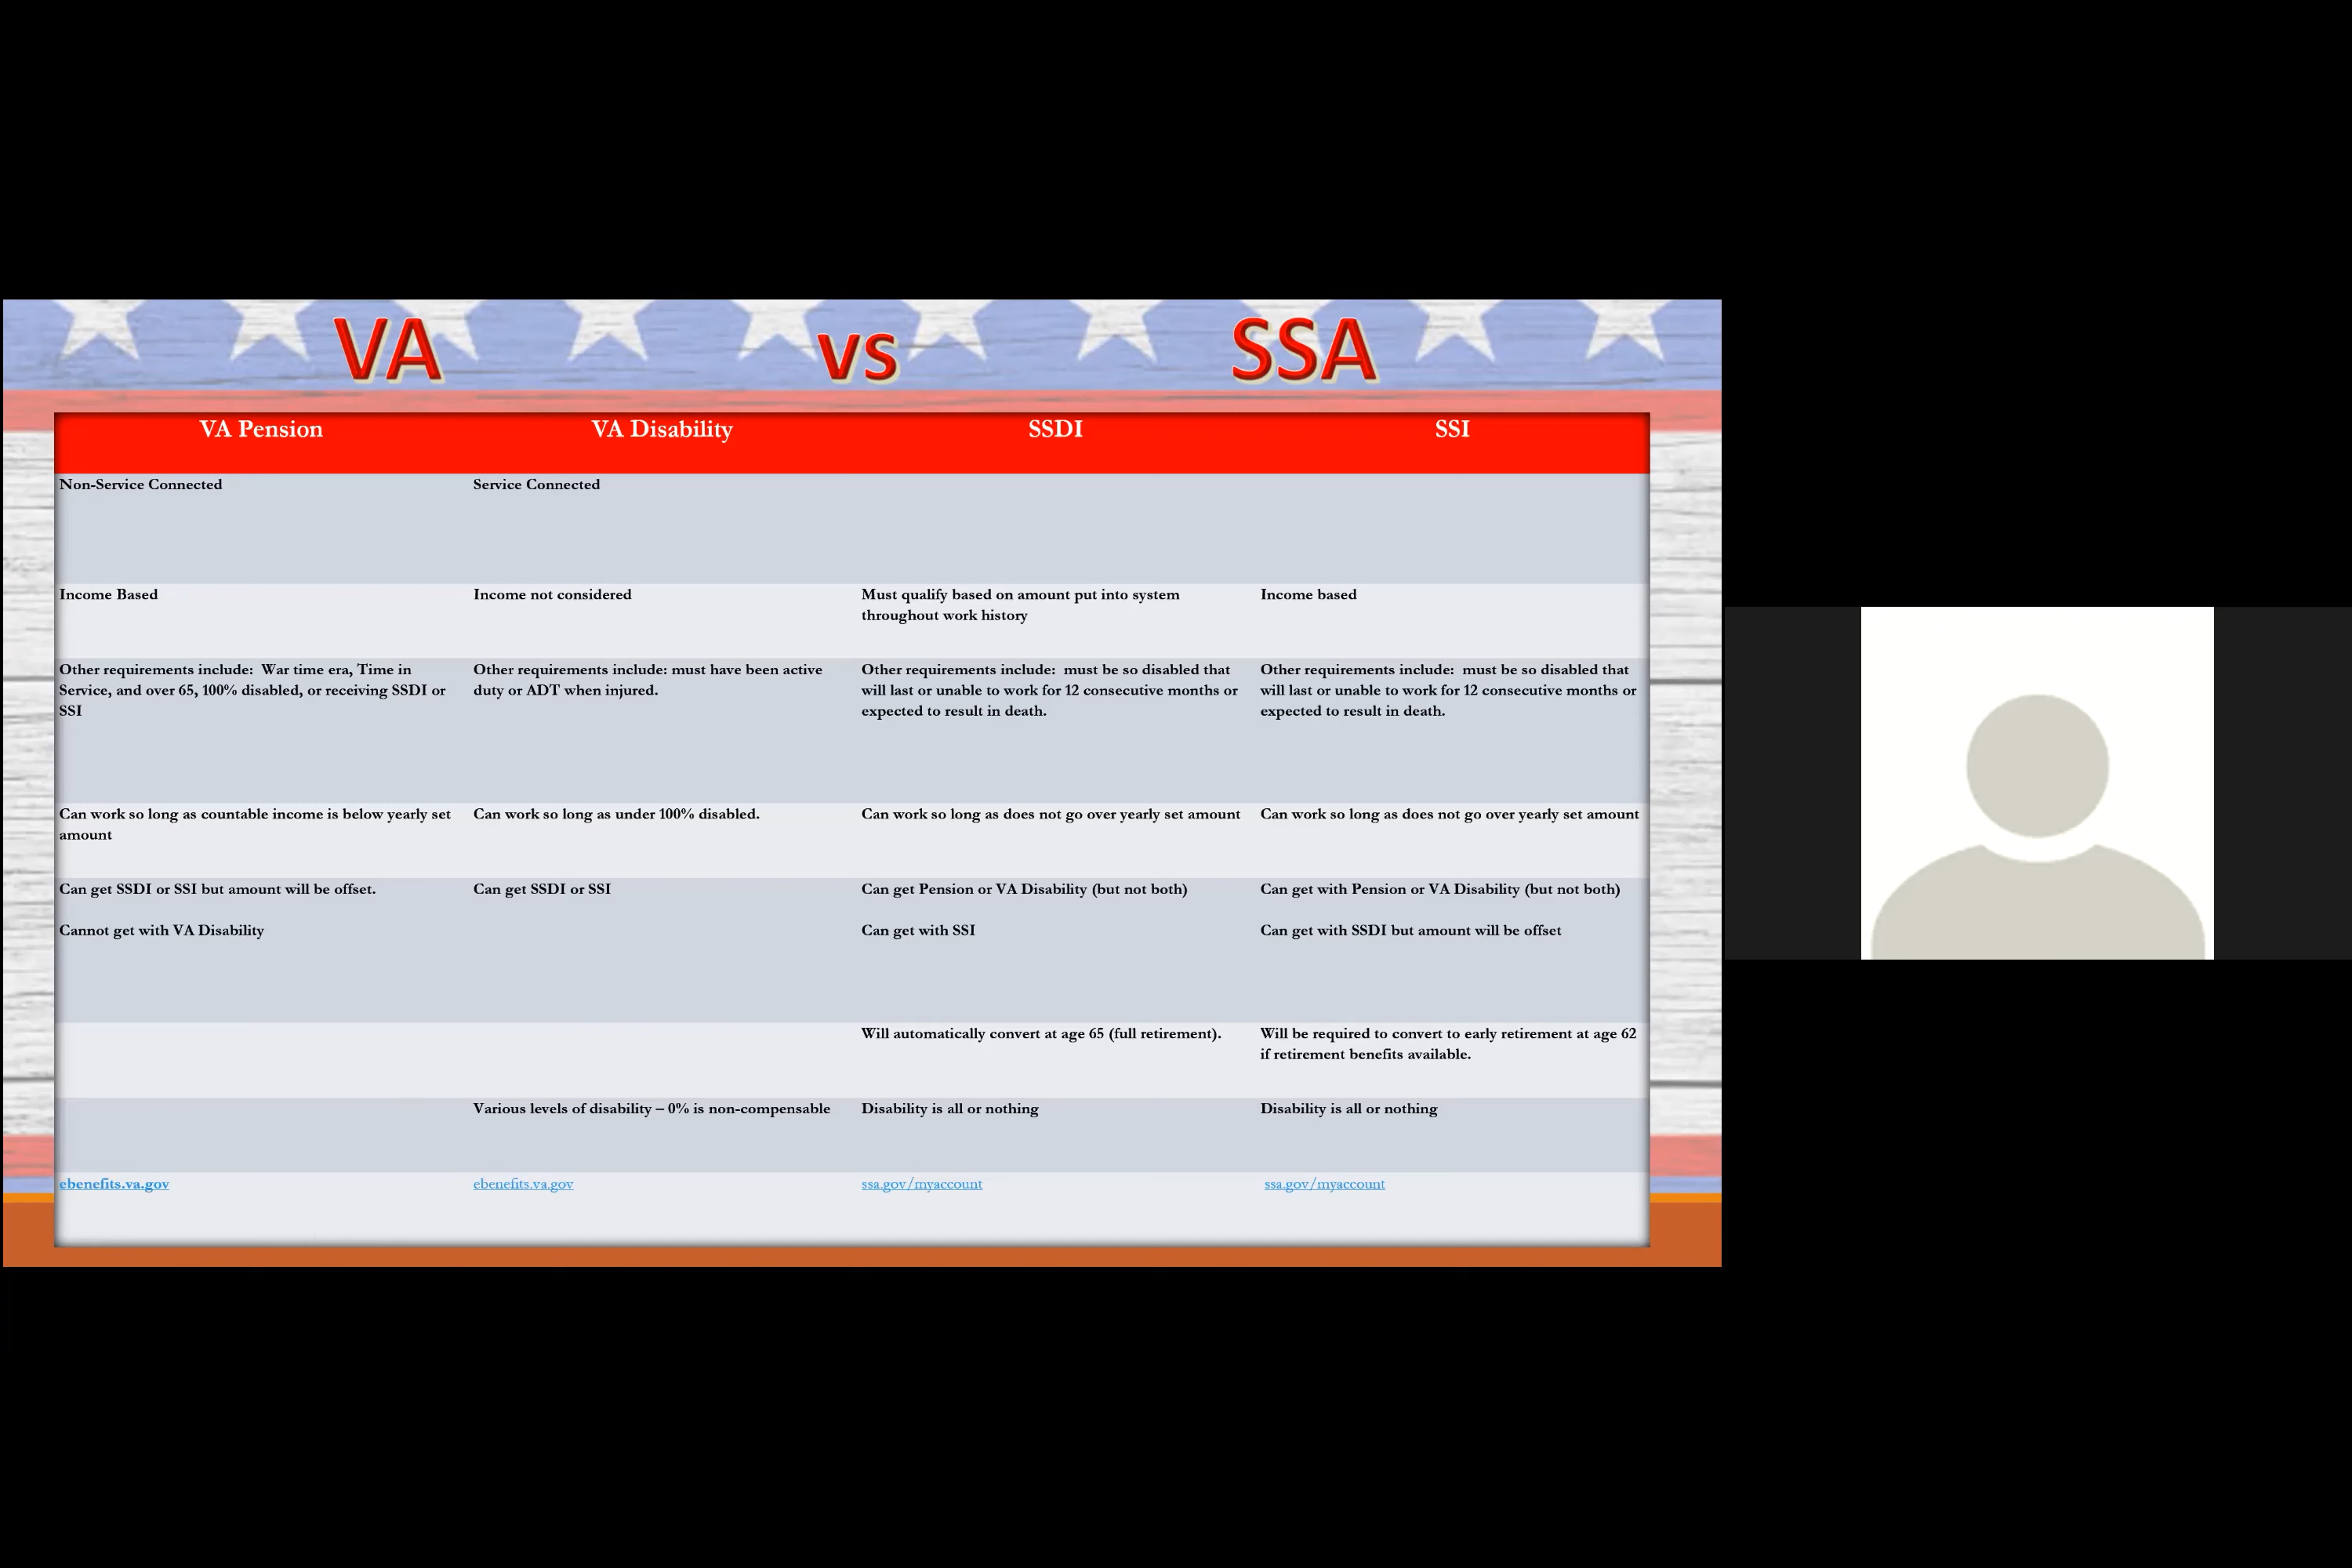 VA vs SSA
VA Pension VA Disability SSDI SSI
Non-Service Connected Service Connected
Income Based Income not considered Must qualify based on amount put into system Income based
throughout work history
Other requirements include: War time era, Time in
Service, and over 65, 100% disabled, or receiving SSDI or
SSI
Other requirements include: must have been active
duty or ADT when injured.
Other requirements include: must be so disabled that
will last or unable to work for 12 consecutive months or
expected to result in death.
Other requirements include: must be so disabled that
will last or unable to work for 12 consecutive months or
expected to result in death.
Can work so long as countable income is below yearly set
amount
Can work so long as under 100% disabled.
Can work so long as does not go over yearly set amount
Can work so long as does not go over yearly set amount
Can get SSDI or SSI but amount will be offset.
Cannot get with VA Disability
Can get SSDI or SSI
Can get Pension or VA Disability (but not both)
Can get with SSI
Can get with Pension or VA Disability (but not both)
Can get with SSDI but amount will be offset
Will automatically convert at age 65 (full retirement).
Will be required to convert to early retirement at age 62
if retirement benefits available.
Various levels of disability – 0% is non-compensable
Disability is all or nothing
Disability is all or nothing
ebenefits.va.gov
ebenefits.va.gov
ssa.gov/myaccount
ssa.gov/myaccount